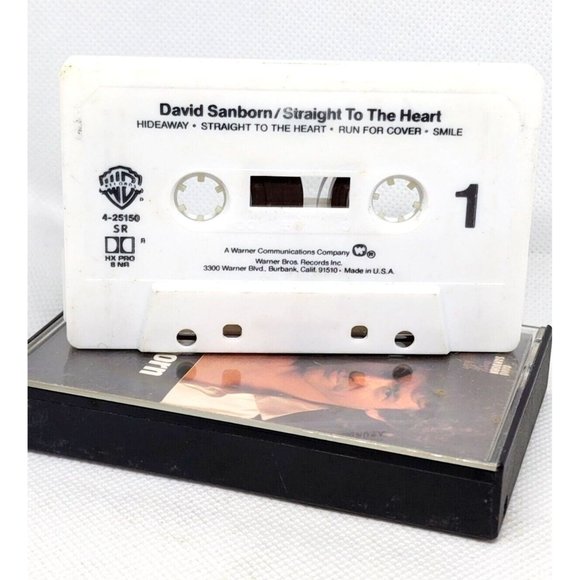 David Sanborn/Straight To The Heart
HIDEAWAY • STRAIGHT TO THE HEART • RUN FOR COVER • SMILE
4-25150
SR
1
HX PRO
B NR
A Warner Communications Company
Warner Bros. Records Inc.
3300 Warner Blvd., Burbank, Calif. 91510 • Made in U.S.A.